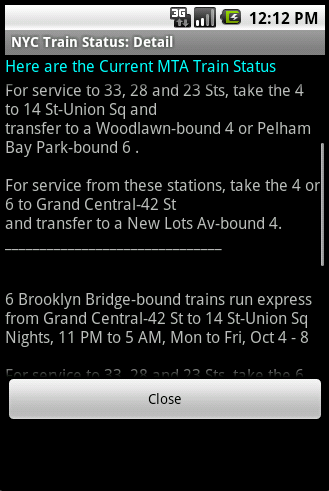 3G
12:12 PM
NYC Train Status: Detail
Here are the Current MTA Train Status
For service to 33, 28 and 23 Sts, take the 4
to 14 St-Union Sq and
transfer to a Woodlawn-bound 4 or Pelham
Bay Park-bound 6 .
For service from these stations, take the 4 or
6 to Grand Central-42 St
and transfer to a New Lots Av-bound 4.
_______________________________
6 Brooklyn Bridge-bound trains run express
from Grand Central-42 St to 14 St-Union Sq
Nights, 11 PM to 5 AM, Mon to Fri, Oct 4 - 8
For service to 33, 28 and 23 Sts, take the 6
Close